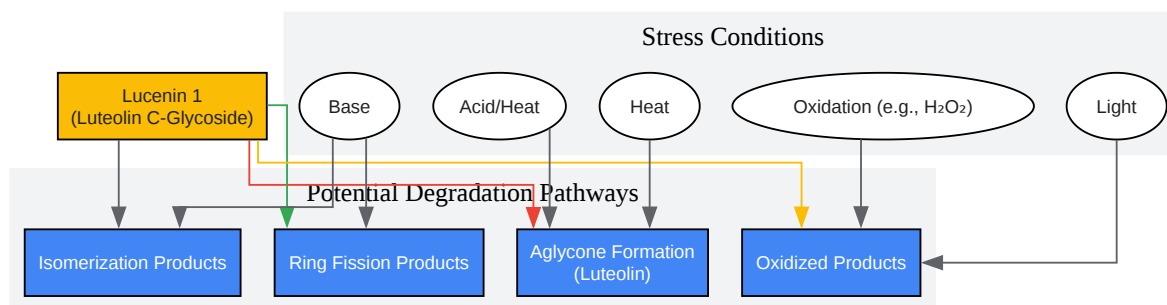 Stress Conditions
Lucenin 1
(Luteolin C-Glycoside)
Base
Acid/Heat
Heat
Oxidation (e.g., H₂O₂)
Light
Potential Degradation Pathways
Isomerization Products
Ring Fission Products
Aglycone Formation
(Luteolin)
Oxidized Products